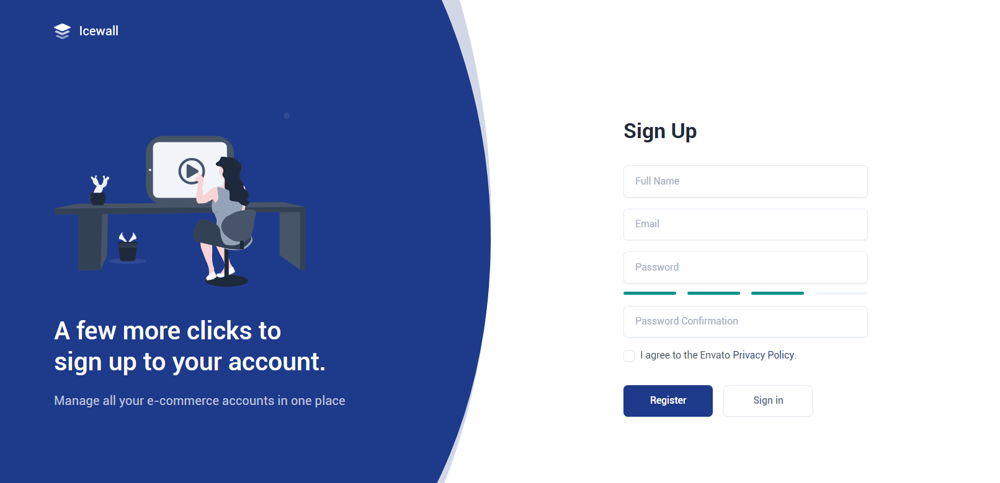 Icewall
A few more clicks to
sign up to your account.
Manage all your e-commerce accounts in one place
Sign Up
Full Name
Email
Password
Password Confirmation
I agree to the Envato Privacy Policy.
Register
Sign in